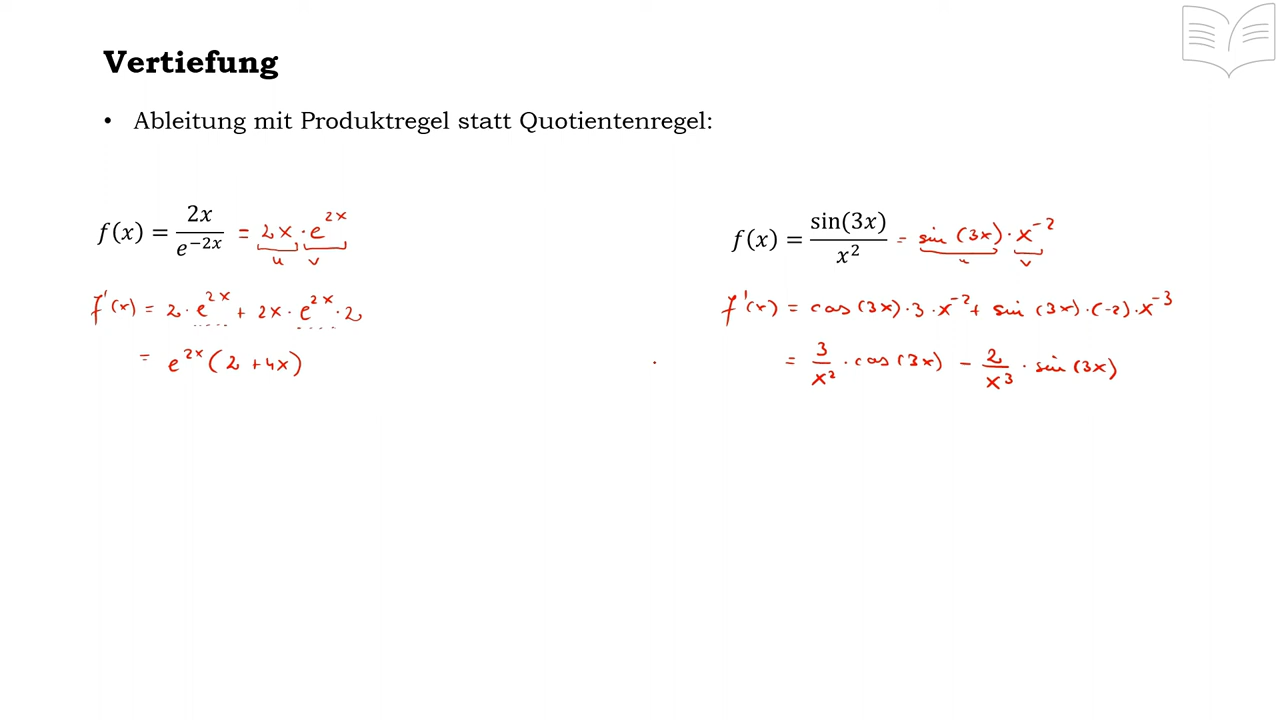 Vertiefung
• Ableitung mit Produktregel statt Quotientenregel:
f(x) = 2x / e^{-2x} = 2x · e^{2x}
u v
f'(x) = 2 · e^{2x} + 2x · e^{2x} · 2
= e^{2x} (2 + 4x)
f(x) = sin(3x) / x² = sin (3x) · x^{-2}
u v
f'(x) = cos (3x) · 3 · x^{-2} + sin (3x) · (-2) · x^{-3}
= 3/x² · cos (3x) - 2/x³ · sin (3x)